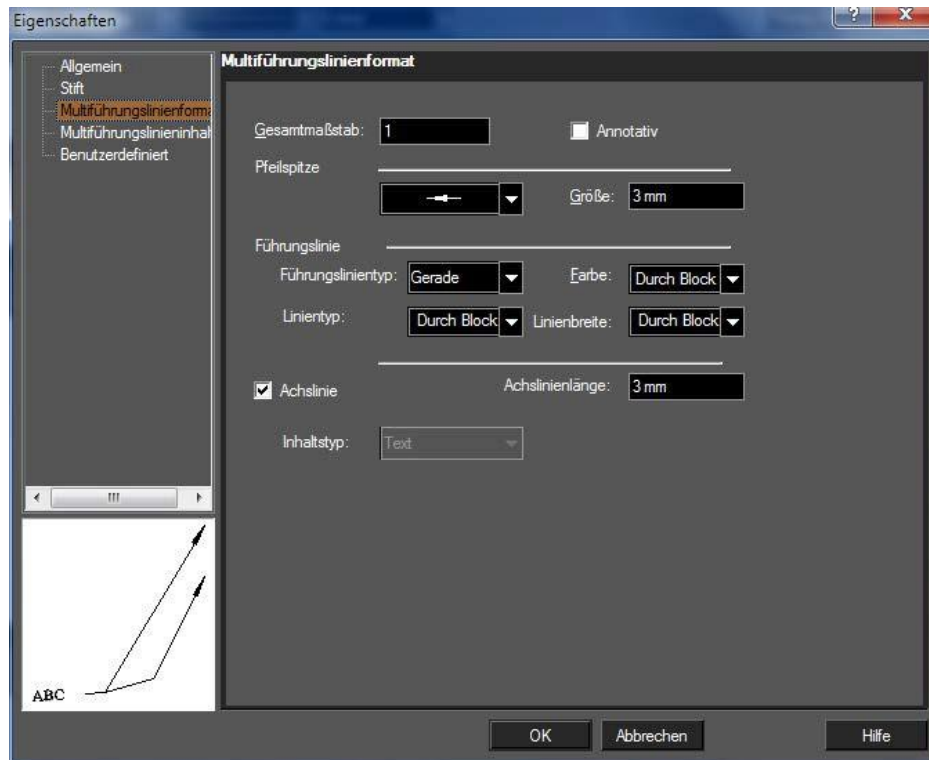 Eigenschaften
Allgemein
Stift
Multiführungslinienforma
Multiführungslinieninhal
Benutzerdefiniert
Multiführungslinienformat
Gesamtmaßstab: 1 Annotativ
Pfeilspitze
Größe: 3 mm
Führungslinie
Führungslinientyp: Gerade Farbe: Durch Block
Linientyp: Durch Block Linienbreite: Durch Block
Achslinie Achslinienlänge: 3 mm
Inhaltstyp: Text
ABC
OK Abbrechen Hilfe